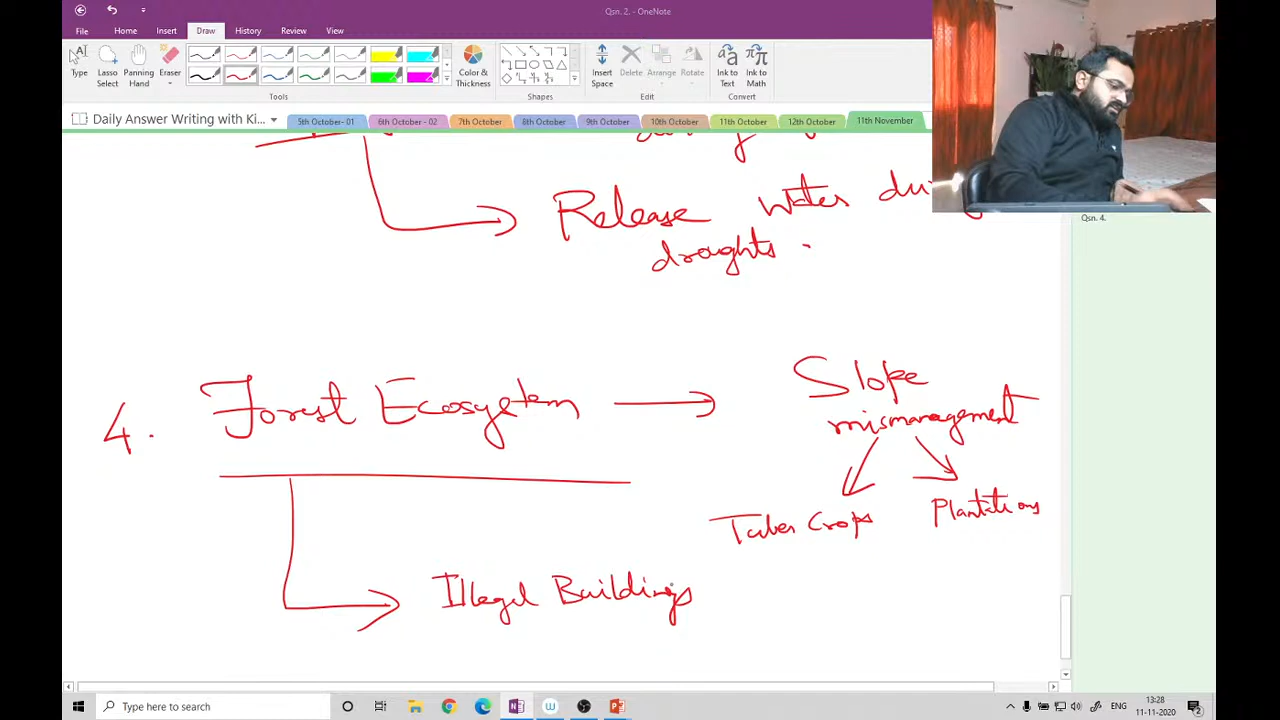 Qsn. 2. - OneNote
File Home Insert Draw History Review View
Type
Lasso Select
Panning Hand
Eraser
Color & Thickness
Insert Space
Delete
Arrange
Rotate
Ink to Text
Ink to Math
Tools
Shapes
Edit
Convert
Daily Answer Writing with Ki...
5th October- 01
6th October - 02
7th October
8th October
9th October
10th October
11th October
12th October
11th November
Qsn. 4.
Release water
droghts .
4. Forest Ecosystem
Slope
mismanagement
Tuber Crops
Plantations
Illegal Buildings
Type here to search
ENG
13:28
11-11-2020
2